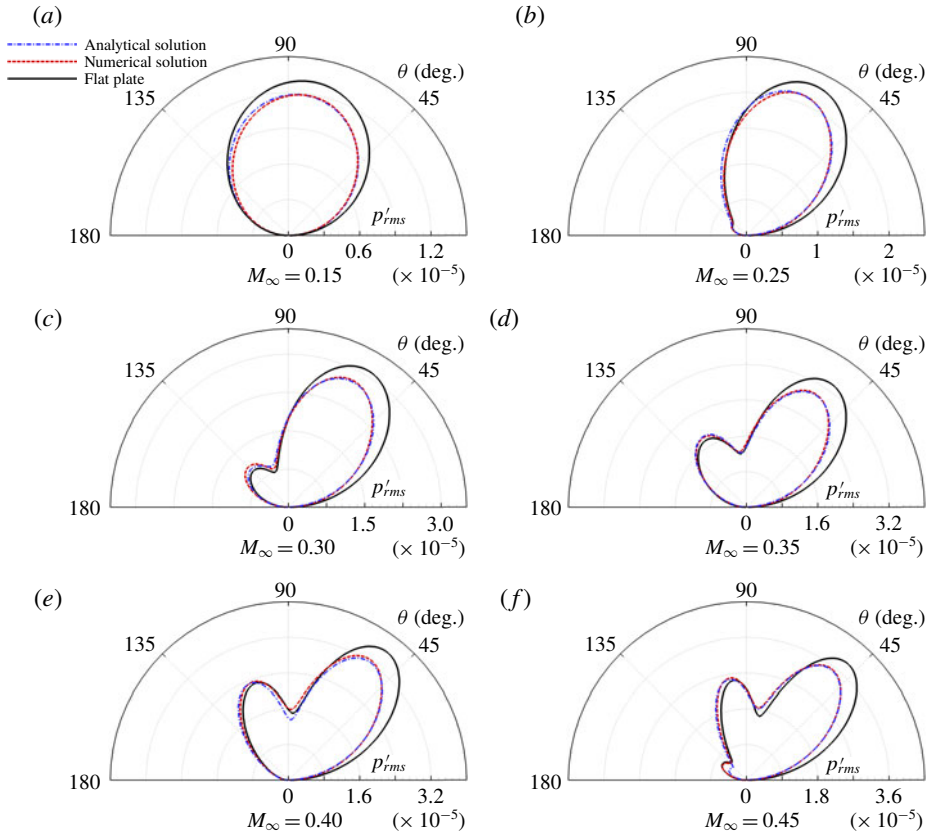 (a)
(b)
Analytical solution
Numerical solution
Flat plate
90
θ (deg.)
135
45
180
p′rms
0 0.6 1.2
M∞ = 0.15 (× 10⁻⁵)
90
θ (deg.)
135
45
180
p′rms
0 1 2
M∞ = 0.25 (× 10⁻⁵)
(c)
(d)
90
θ (deg.)
135
45
180
p′rms
0 1.5 3.0
M∞ = 0.30 (× 10⁻⁵)
90
θ (deg.)
135
45
180
p′rms
0 1.6 3.2
M∞ = 0.35 (× 10⁻⁵)
(e)
(f)
90
θ (deg.)
135
45
180
p′rms
0 1.6 3.2
M∞ = 0.40 (× 10⁻⁵)
90
θ (deg.)
135
45
180
p′rms
0 1.8 3.6
M∞ = 0.45 (× 10⁻⁵)